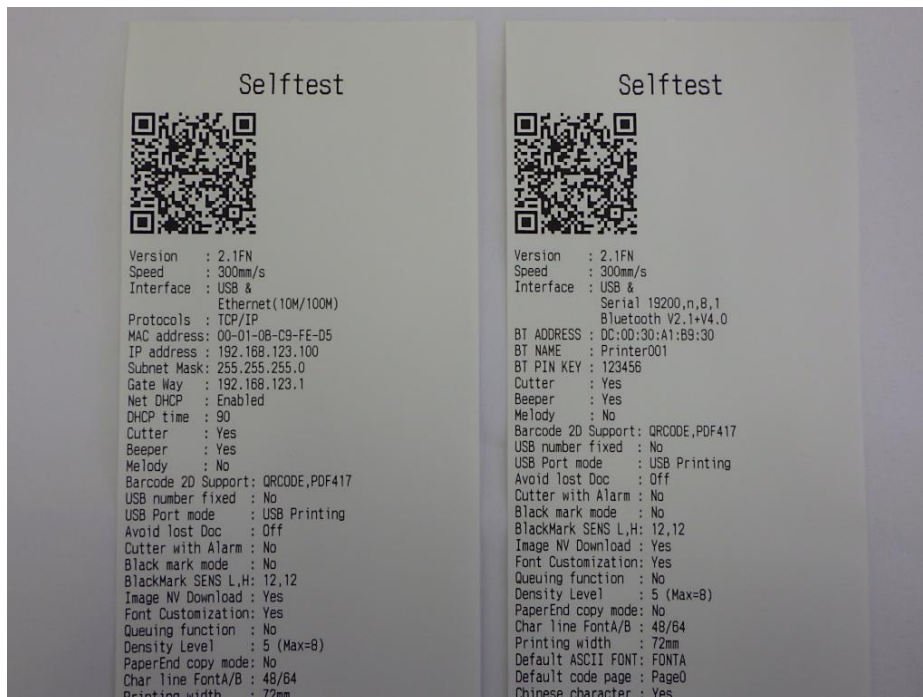 Selftest
Version : 2.1FN
Speed : 300mm/s
Interface : USB &
Ethernet(10M/100M)
Protocols : TCP/IP
MAC address: 00-01-0B-C9-FE-D5
IP address : 192.168.123.100
Subnet Mask: 255.255.255.0
Gate Way : 192.168.123.1
Net DHCP : Enabled
DHCP time : 90
Cutter : Yes
Beeper : Yes
Melody : No
Barcode 2D Support: QRCODE,PDF417
USB number fixed : No
USB Port mode : USB Printing
Avoid lost Doc : Off
Cutter with Alarm : No
Black mark mode : No
BlackMark SENS L,H: 12,12
Image NV Download : Yes
Font Customization: Yes
Queuing function : No
Density Level : 5 (Max=8)
PaperEnd copy mode: No
Char line FontA/B : 48/64
Printing width : 72mm
Selftest
Version : 2.1FN
Speed : 300mm/s
Interface : USB &
Serial 19200,n,8,1
Bluetooth V2.1+V4.0
BT ADDRESS : DC:0D:30:A1:B9:30
BT NAME : Printer001
BT PIN KEY : 123456
Cutter : Yes
Beeper : Yes
Melody : No
Barcode 2D Support: QRCODE,PDF417
USB number fixed : No
USB Port mode : USB Printing
Avoid lost Doc : Off
Cutter with Alarm : No
Black mark mode : No
BlackMark SENS L,H: 12,12
Image NV Download : Yes
Font Customization: Yes
Queuing function : No
Density Level : 5 (Max=8)
PaperEnd copy mode: No
Char line FontA/B : 48/64
Printing width : 72mm
Default ASCII FONT: FONTA
Default code page : Page0
Chinese character : Yes